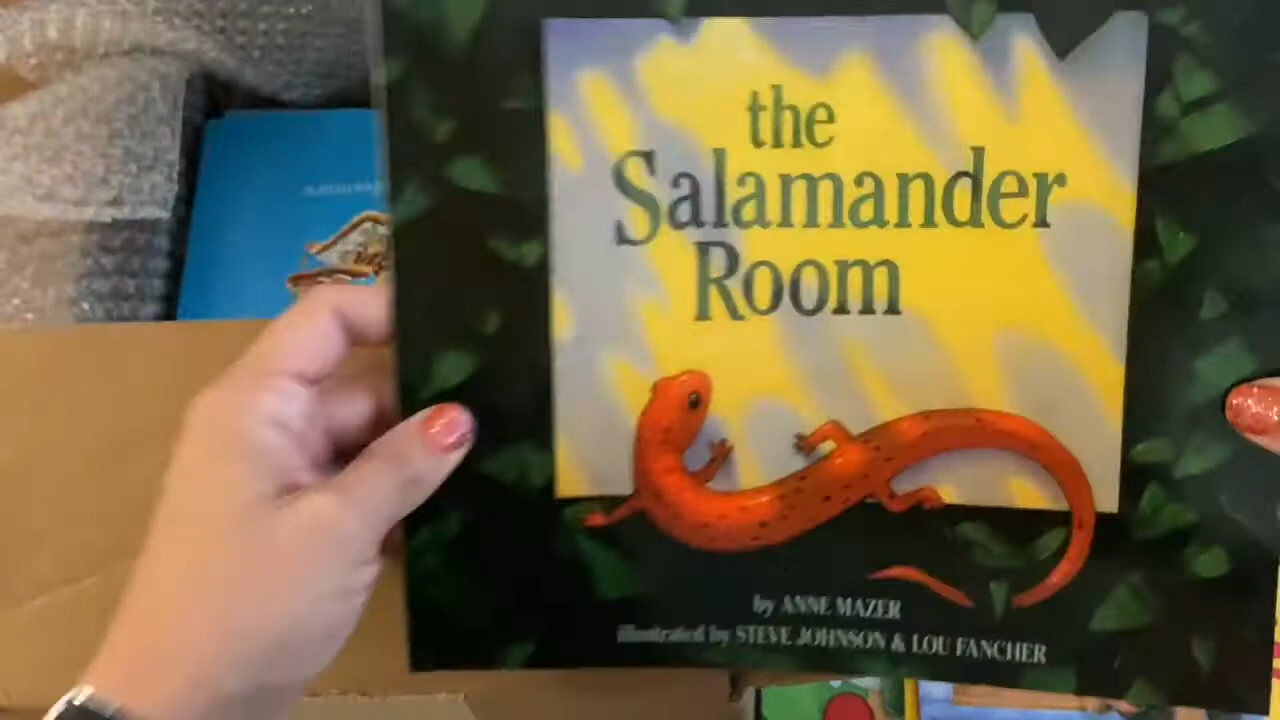 the
Salamander
Room
by ANNE MAZER
illustrated by STEVE JOHNSON & LOU FANCHER